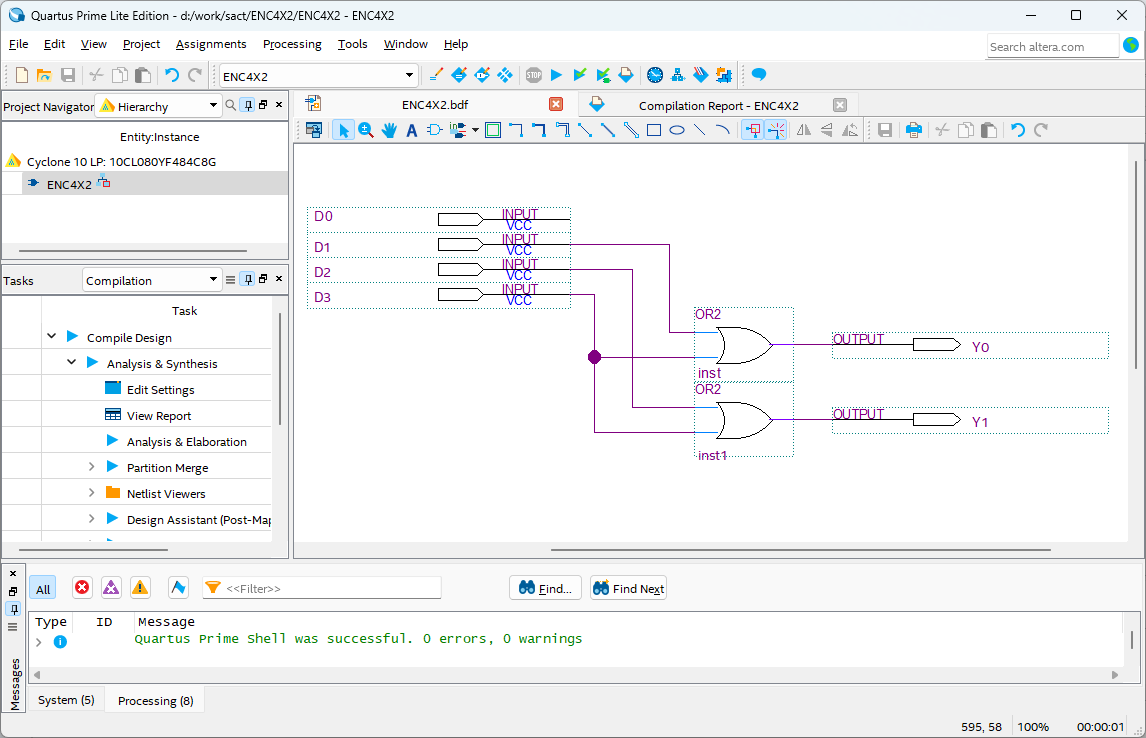 Quartus Prime Lite Edition - d:/work/sact/ENC4X2/ENC4X2 - ENC4X2
File Edit View Project Assignments Processing Tools Window Help
Search altera.com
STOP
ENC4X2
Project Navigator Hierarchy
ENC4X2.bdf
Compilation Report - ENC4X2
Entity:Instance
Cyclone 10 LP: 10CL080YF484C8G
ENC4X2
A
D0
INPUT
VCC
D1
INPUT
VCC
D2
INPUT
VCC
D3
INPUT
VCC
OR2
inst
OUTPUT
Y0
OR2
inst1
OUTPUT
Y1
Tasks
Compilation
Task
Compile Design
Analysis & Synthesis
Edit Settings
View Report
Analysis & Elaboration
Partition Merge
Netlist Viewers
Design Assistant (Post-Map
All
<<Filter>>
Find...
Find Next
Type ID Message
Quartus Prime Shell was successful. 0 errors, 0 warnings
Messages
System (5)
Processing (8)
595, 58
100%
00:00:01